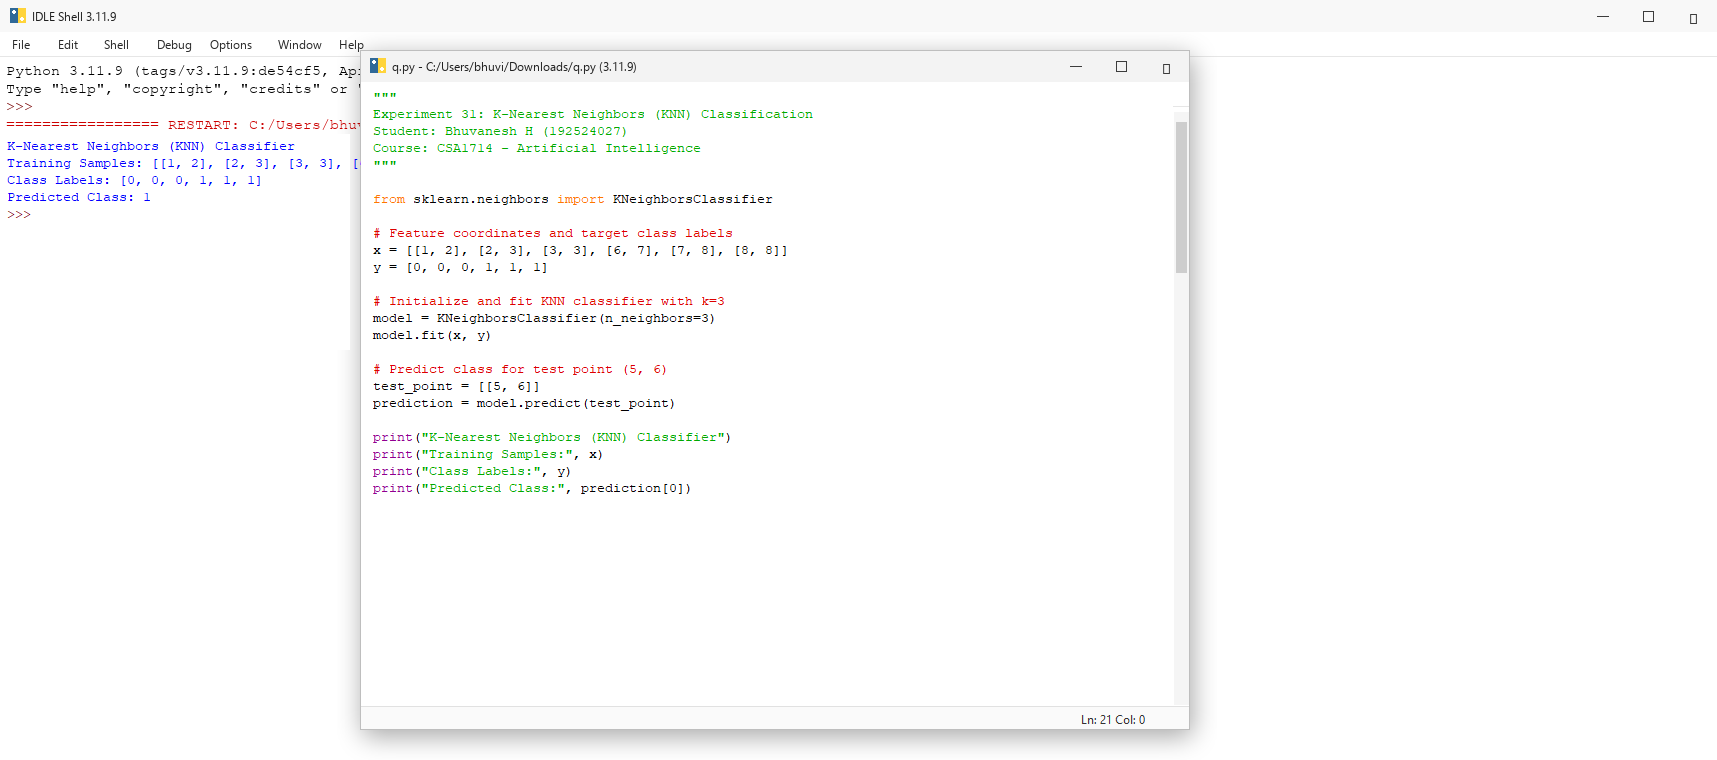 IDLE Shell 3.11.9
File Edit Shell Debug Options Window Help
Python 3.11.9 (tags/v3.11.9:de54cf5,
Type "help", "copyright", "credits" or
>>>
================= RESTART: C:/Users/
K-Nearest Neighbors (KNN) Classifier
Training Samples: [[1, 2], [2, 3], [3, 3],
Class Labels: [0, 0, 0, 1, 1, 1]
Predicted Class: 1
>>>
q.py - C:/Users/bhuvi/Downloads/q.py (3.11.9)
"""
Experiment 31: K-Nearest Neighbors (KNN) Classification
Student: Bhuvanesh H (192524027)
Course: CSA1714 - Artificial Intelligence
"""
from sklearn.neighbors import KNeighborsClassifier
# Feature coordinates and target class labels
x = [[1, 2], [2, 3], [3, 3], [6, 7], [7, 8], [8, 8]]
y = [0, 0, 0, 1, 1, 1]
# Initialize and fit KNN classifier with k=3
model = KNeighborsClassifier(n_neighbors=3)
model.fit(x, y)
# Predict class for test point (5, 6)
test_point = [[5, 6]]
prediction = model.predict(test_point)
print("K-Nearest Neighbors (KNN) Classifier")
print("Training Samples:", x)
print("Class Labels:", y)
print("Predicted Class:", prediction[0])
Ln: 21 Col: 0